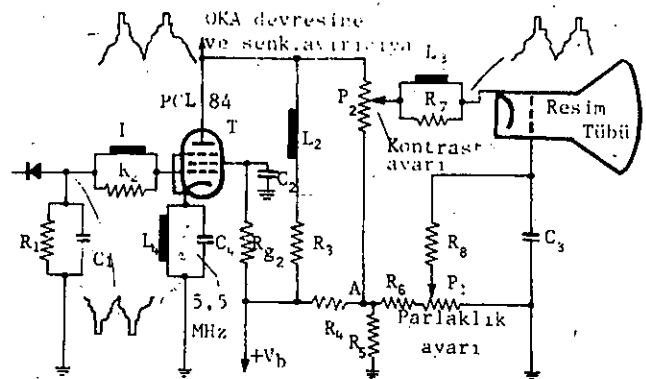 OKA devresine
ve senk.ayırıcıya
L3
P2
R7
Resim
Tübü
PCL 84
T
I
k2
L2
C2
Kontrast
ayarı
R1
C1
L4
C4
Rg2
R3
R8
C3
5,5
MHz
A
R4
R5
R6
P1
Parlaklık
ayarı
+Vb